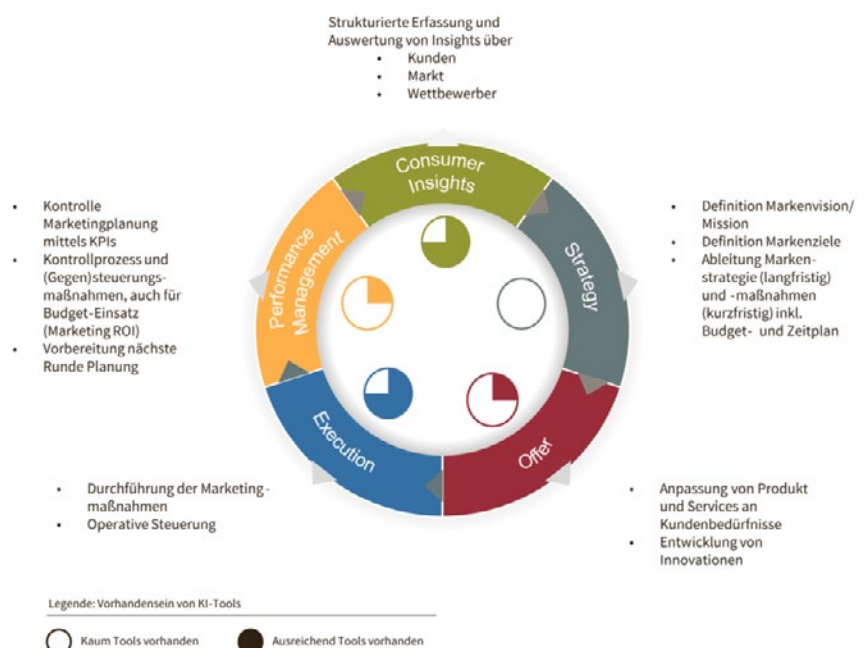 Strukturierte Erfassung und
Auswertung von Insights über
• Kunden
• Markt
• Wettbewerber
Consumer
Insights
Strategy
Offer
Execution
Performance
Management
• Definition Markenvision/
Mission
• Definition Markenziele
• Ableitung Marken-
strategie (langfristig)
und -maßnahmen
(kurzfristig) inkl.
Budget- und Zeitplan
• Anpassung von Produkt
und Services an
Kundenbedürfnisse
• Entwicklung von
Innovationen
• Durchführung der Marketing-
maßnahmen
• Operative Steuerung
• Kontrolle
Marketingplanung
mittels KPIs
• Kontrollprozess und
(Gegen)steuerungs-
maßnahmen, auch für
Budget-Einsatz
(Marketing ROI)
• Vorbereitung nächste
Runde Planung
Legende: Vorhandensein von KI-Tools
Kaum Tools vorhanden
Ausreichend Tools vorhanden